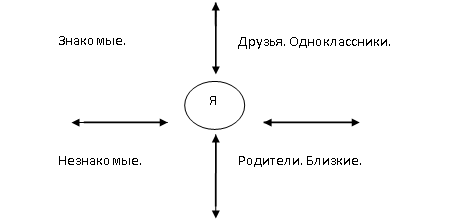 Знакомые.
Друзья. Одноклассники.
Я
Незнакомые.
Родители. Близкие.